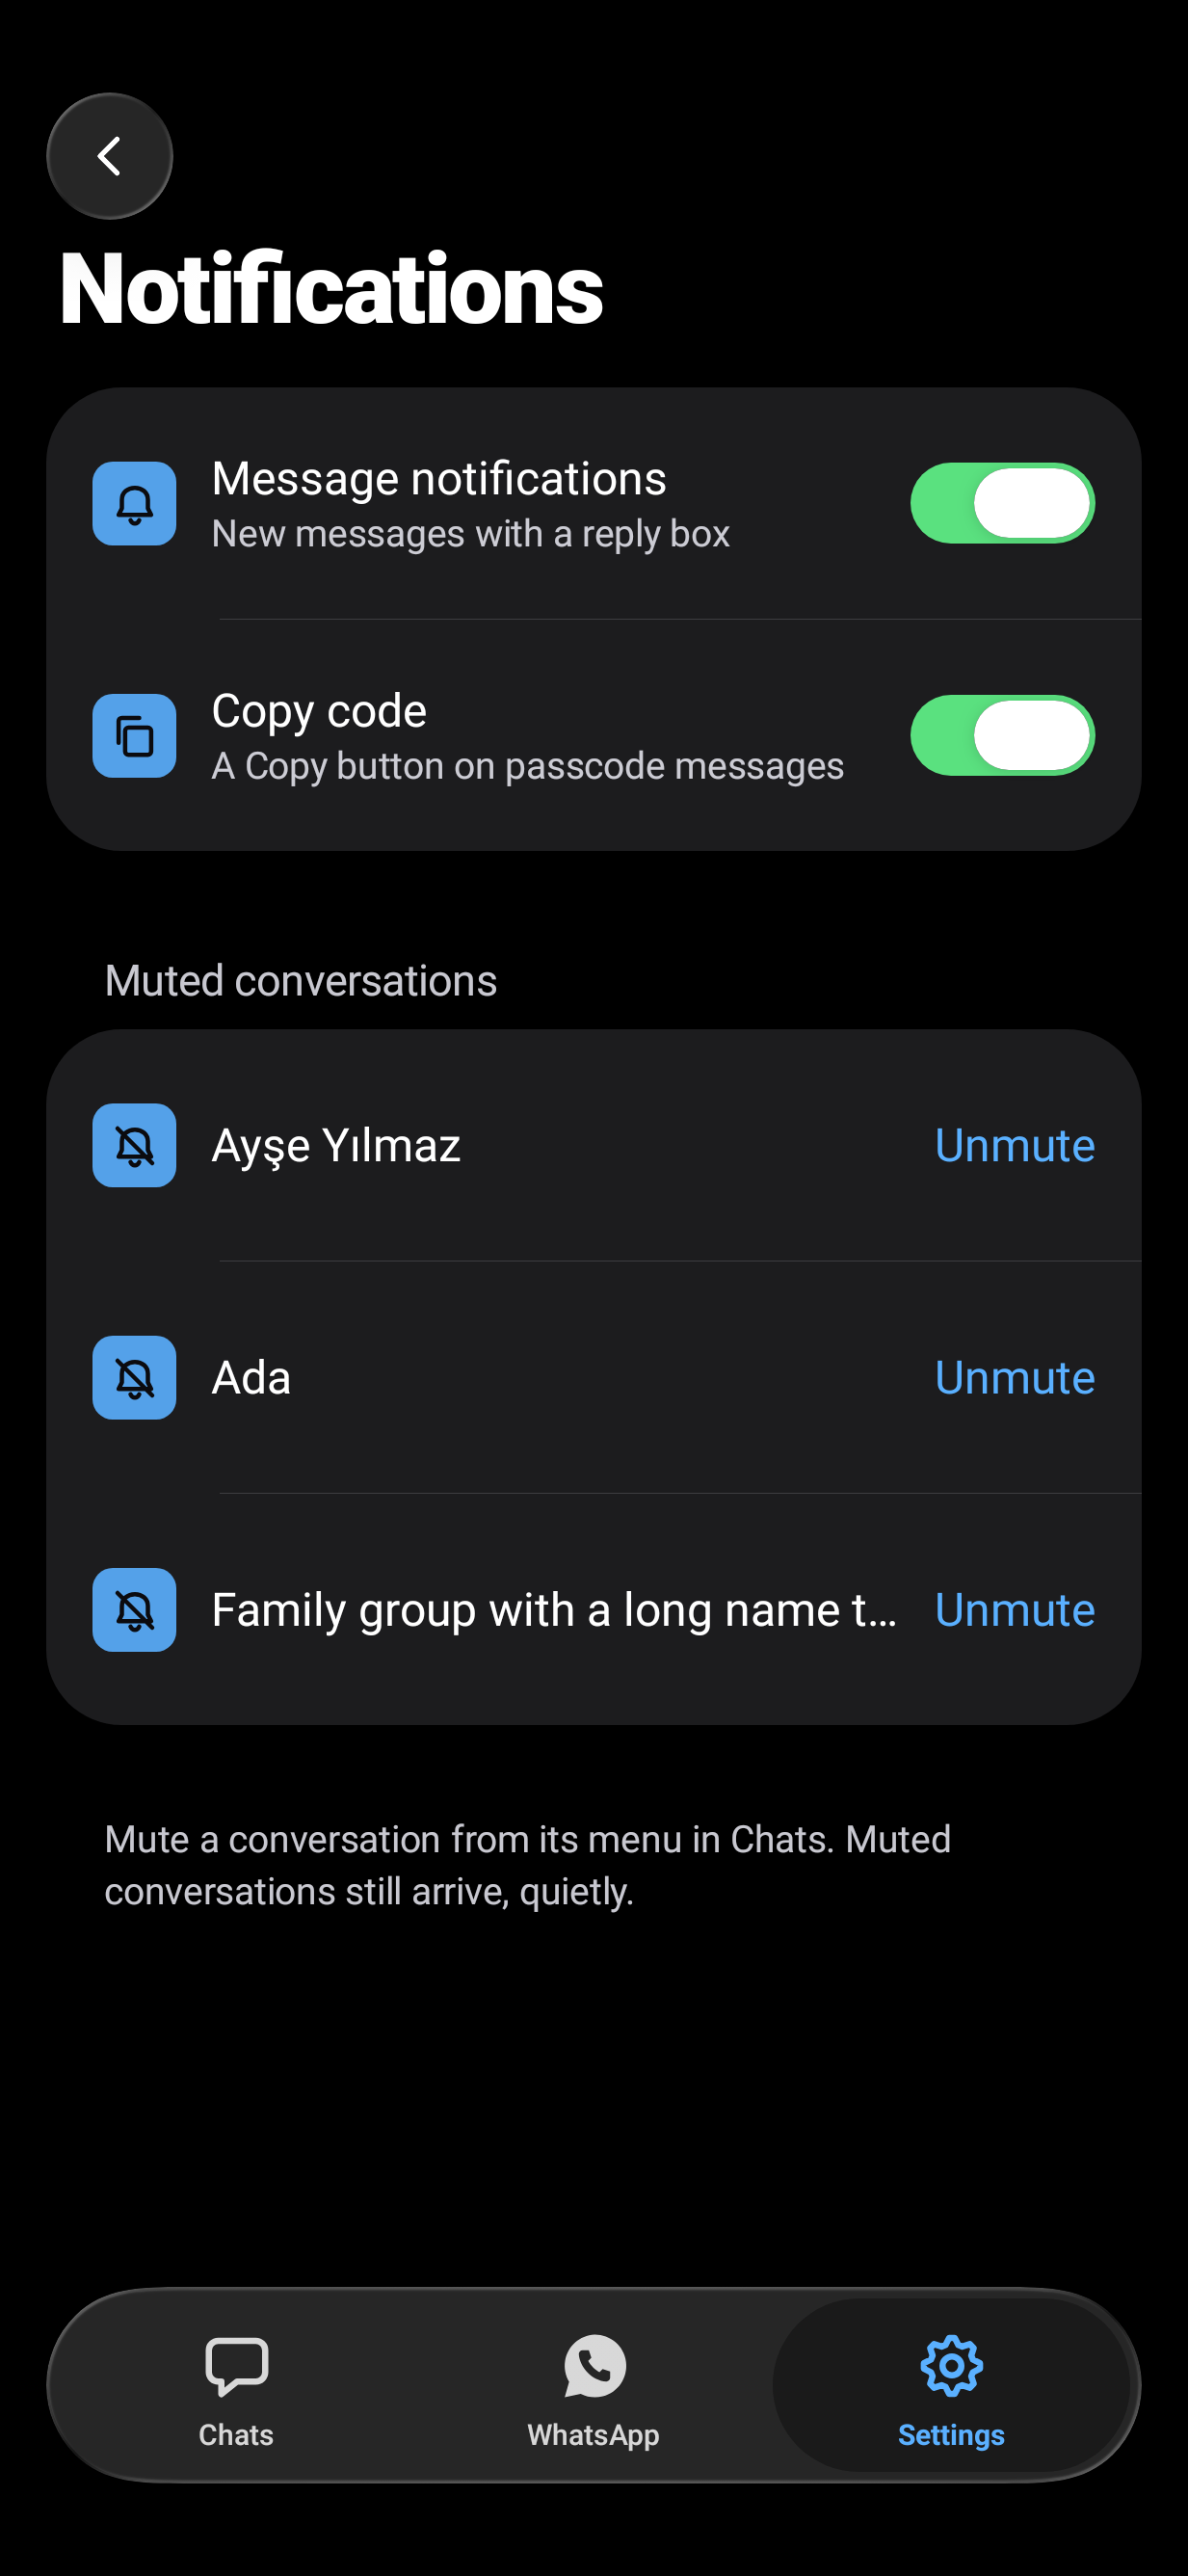 Notifications
Message notifications
New messages with a reply box
Copy code
A Copy button on passcode messages
Muted conversations
Ayşe Yılmaz
Unmute
Ada
Unmute
Family group with a long name t...
Unmute
Mute a conversation from its menu in Chats. Muted
conversations still arrive, quietly.
Chats
WhatsApp
Settings